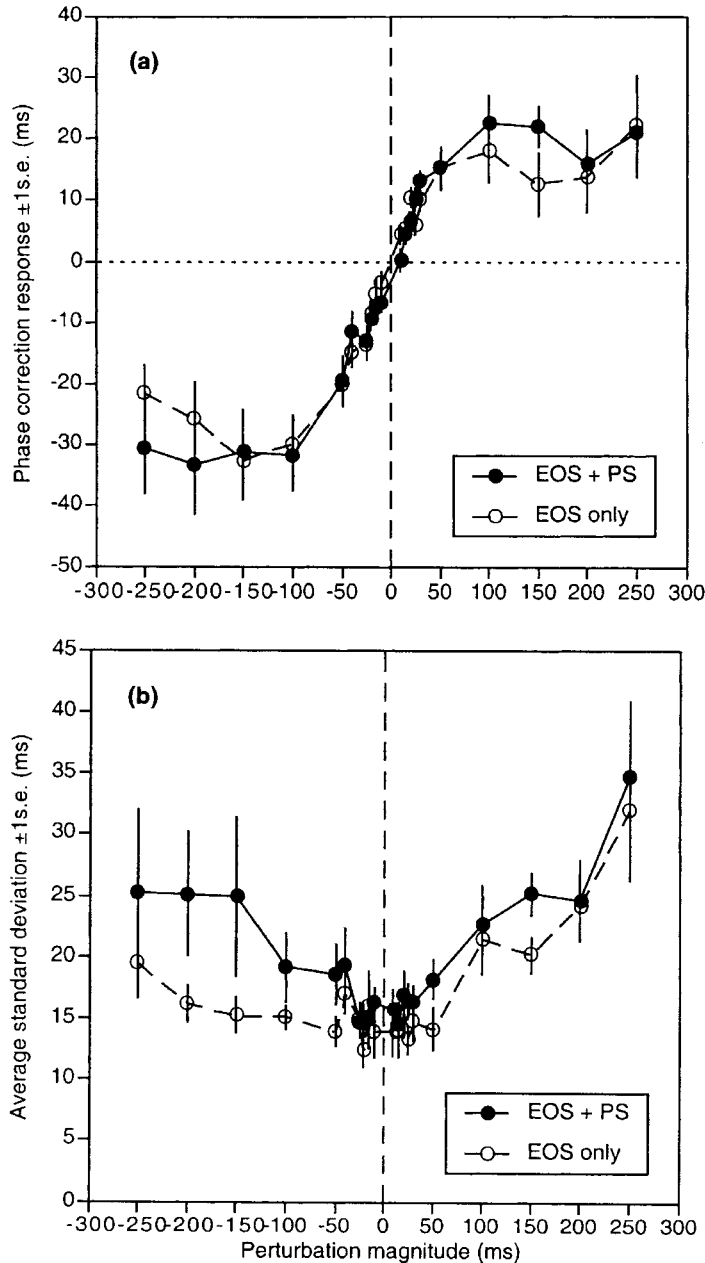 40
30
20
10
0
-10
-20
-30
-40
-50
Phase correction response ±1s.e. (ms)
(a)
EOS + PS
EOS only
-300 -250 -200 -150 -100 -50 0 50 100 150 200 250 300
45
40
35
30
25
20
15
10
5
0
Average standard deviation ±1s.e. (ms)
(b)
EOS + PS
EOS only
-300 -250 -200 -150 -100 -50 0 50 100 150 200 250 300
Perturbation magnitude (ms)